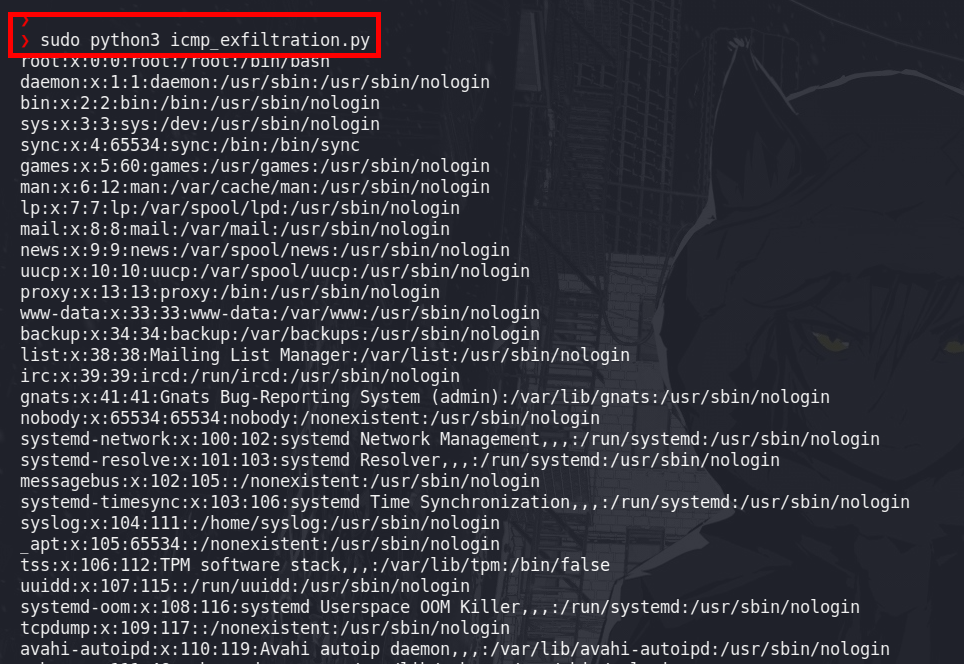 ❯
❯ sudo python3 icmp_exfiltration.py
root:x:0:0:root:/root:/bin/bash
daemon:x:1:1:daemon:/usr/sbin:/usr/sbin/nologin
bin:x:2:2:bin:/bin:/usr/sbin/nologin
sys:x:3:3:sys:/dev:/usr/sbin/nologin
sync:x:4:65534:sync:/bin:/bin/sync
games:x:5:60:games:/usr/games:/usr/sbin/nologin
man:x:6:12:man:/var/cache/man:/usr/sbin/nologin
lp:x:7:7:lp:/var/spool/lpd:/usr/sbin/nologin
mail:x:8:8:mail:/var/mail:/usr/sbin/nologin
news:x:9:9:news:/var/spool/news:/usr/sbin/nologin
uucp:x:10:10:uucp:/var/spool/uucp:/usr/sbin/nologin
proxy:x:13:13:proxy:/bin:/usr/sbin/nologin
www-data:x:33:33:www-data:/var/www:/usr/sbin/nologin
backup:x:34:34:backup:/var/backups:/usr/sbin/nologin
list:x:38:38:Mailing List Manager:/var/list:/usr/sbin/nologin
irc:x:39:39:ircd:/run/ircd:/usr/sbin/nologin
gnats:x:41:41:Gnats Bug-Reporting System (admin):/var/lib/gnats:/usr/sbin/nologin
nobody:x:65534:65534:nobody:/nonexistent:/usr/sbin/nologin
systemd-network:x:100:102:systemd Network Management,,,:/run/systemd:/usr/sbin/nologin
systemd-resolve:x:101:103:systemd Resolver,,,:/run/systemd:/usr/sbin/nologin
messagebus:x:102:105::/nonexistent:/usr/sbin/nologin
systemd-timesync:x:103:106:systemd Time Synchronization,,,:/run/systemd:/usr/sbin/nologin
syslog:x:104:111::/home/syslog:/usr/sbin/nologin
_apt:x:105:65534::/nonexistent:/usr/sbin/nologin
tss:x:106:112:TPM software stack,,,:/var/lib/tpm:/bin/false
uuidd:x:107:115::/run/uuidd:/usr/sbin/nologin
systemd-oom:x:108:116:systemd Userspace OOM Killer,,,:/run/systemd:/usr/sbin/nologin
tcpdump:x:109:117::/nonexistent:/usr/sbin/nologin
avahi-autoipd:x:110:119:Avahi autoip daemon,,,:/var/lib/avahi-autoipd:/usr/sbin/nologin